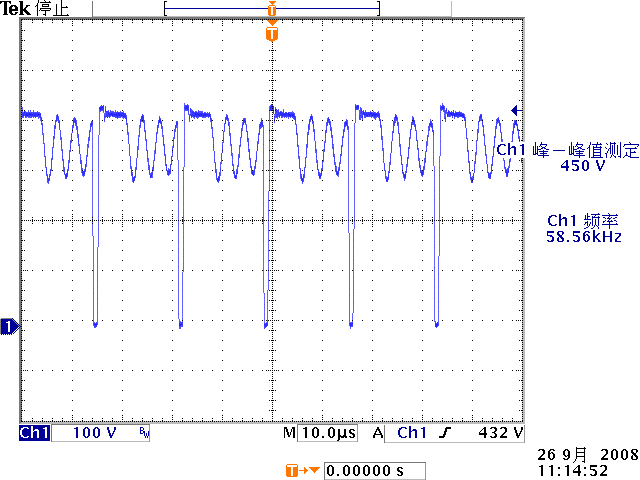 Tek 停止
T
T
Ch1 峰-峰值测定
450 V
Ch1 频率
58.56kHz
1
Ch1 100 V BW M 10.0µs A Ch1 432 V
26 9月 2008
11:14:52
T 0.00000 s